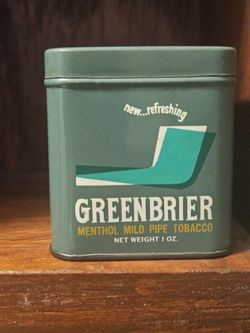 new...refreshing
GREENBRIER
MENTHOL MILD PIPE TOBACCO
NET WEIGHT 1 OZ.